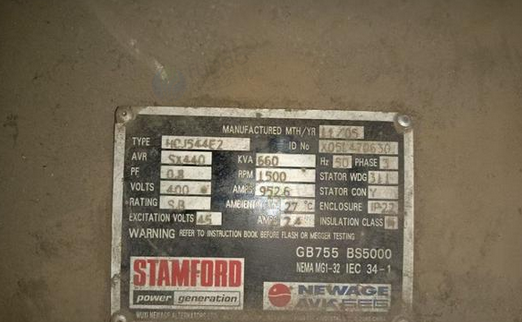 MANUFACTURED MTH/YR 11/05
TYPE HCJ544E2 ID No X05L470630
AVR SX440 KVA 660 Hz 50 PHASE 3
PF 0.8 RPM 1500 STATOR WDG 311
VOLTS 400 AMPS 952.6 STATOR CON Y
RATING S.B AMBIENT 27 °C ENCLOSURE IP23
EXCITATION VOLTS 45 AMPS 2.4 INSULATION CLASS H
WARNING REFER TO INSTRUCTION BOOK BEFORE FLASH OR MEGGER TESTING
GB755 BS5000
NEMA MG1-32 IEC 34-1
STAMFORD
power generation
NEWAGE
AVK SEG